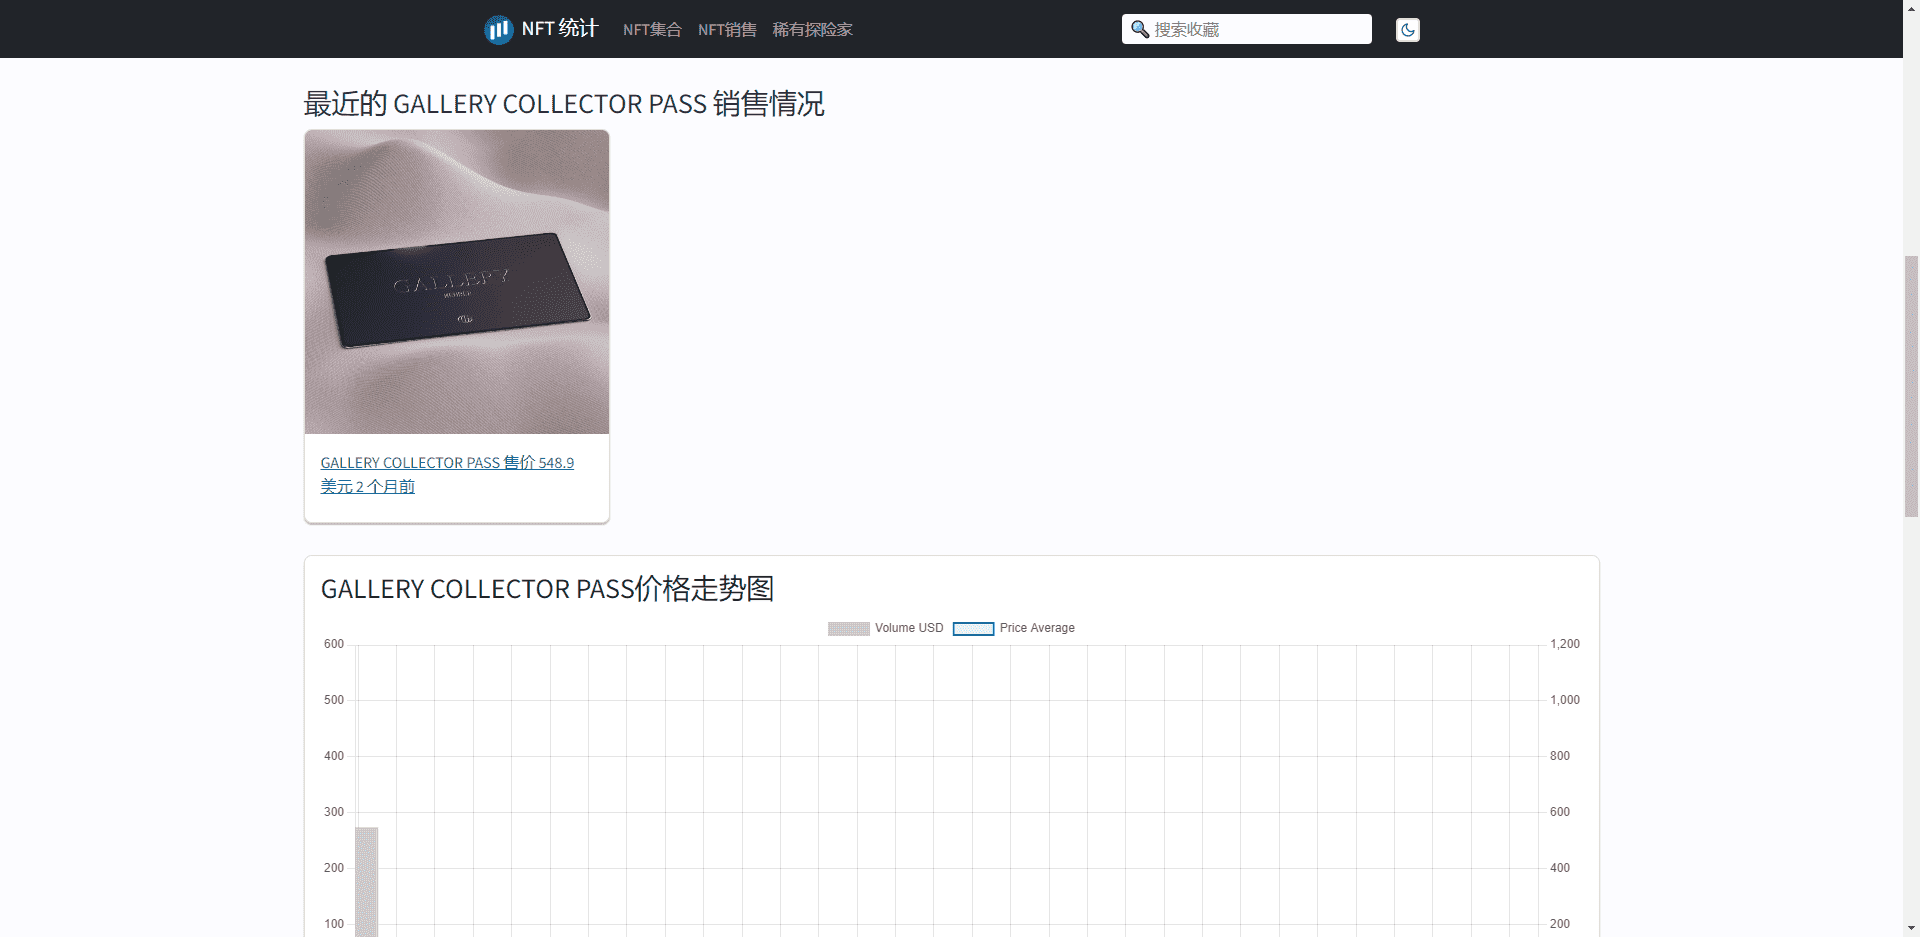 NFT 统计 NFT集合 NFT销售 稀有探险家 搜索收藏
最近的 GALLERY COLLECTOR PASS 销售情况
GALLERY
MEMBER
GALLERY COLLECTOR PASS 售价 548.9
美元 2 个月前
GALLERY COLLECTOR PASS价格走势图
Volume USD Price Average
600 1,200
500 1,000
400 800
300 600
200 400
100 200